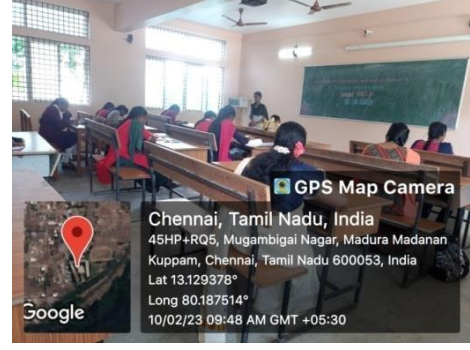 GPS Map Camera
Chennai, Tamil Nadu, India
45HP+RQ5, Mugambigai Nagar, Madura Madanan
Kuppam, Chennai, Tamil Nadu 600053, India
Lat 13.129378°
Long 80.187514°
10/02/23 09:48 AM GMT +05:30
Google